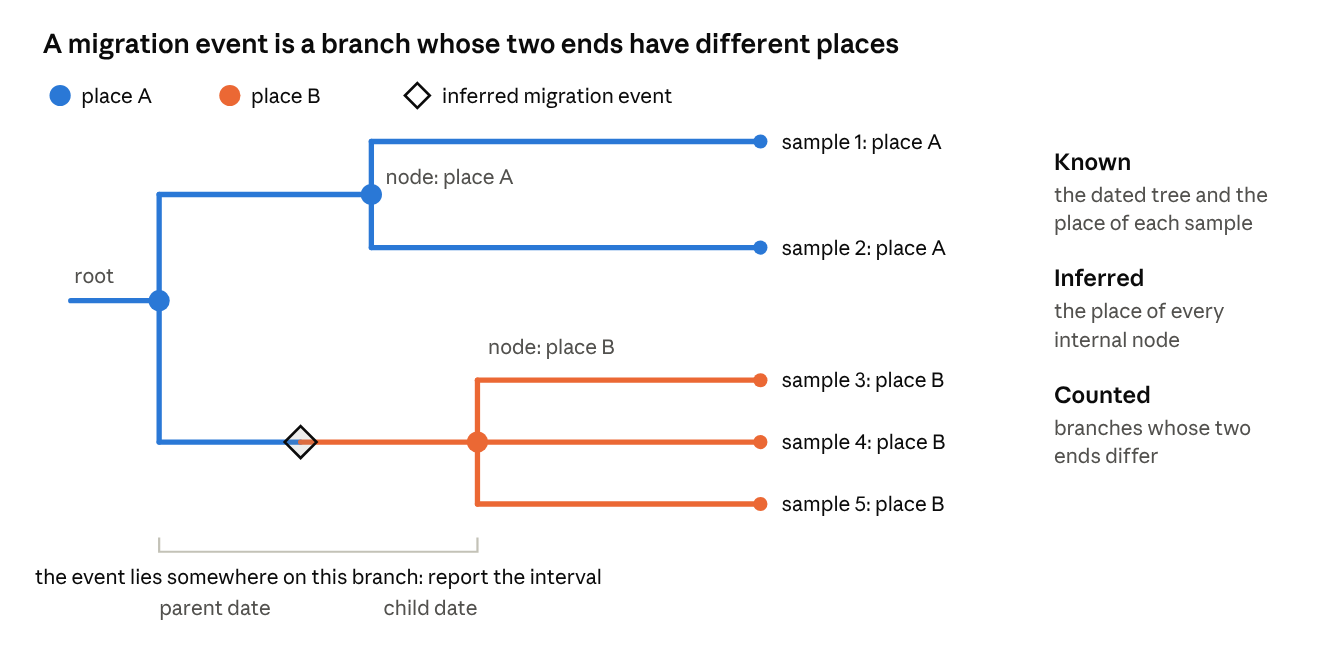 A migration event is a branch whose two ends have different places
place A
place B
inferred migration event
sample 1: place A
node: place A
sample 2: place A
root
node: place B
sample 3: place B
sample 4: place B
sample 5: place B
the event lies somewhere on this branch: report the interval
parent date
child date
Known
the dated tree and the
place of each sample
Inferred
the place of every
internal node
Counted
branches whose two
ends differ